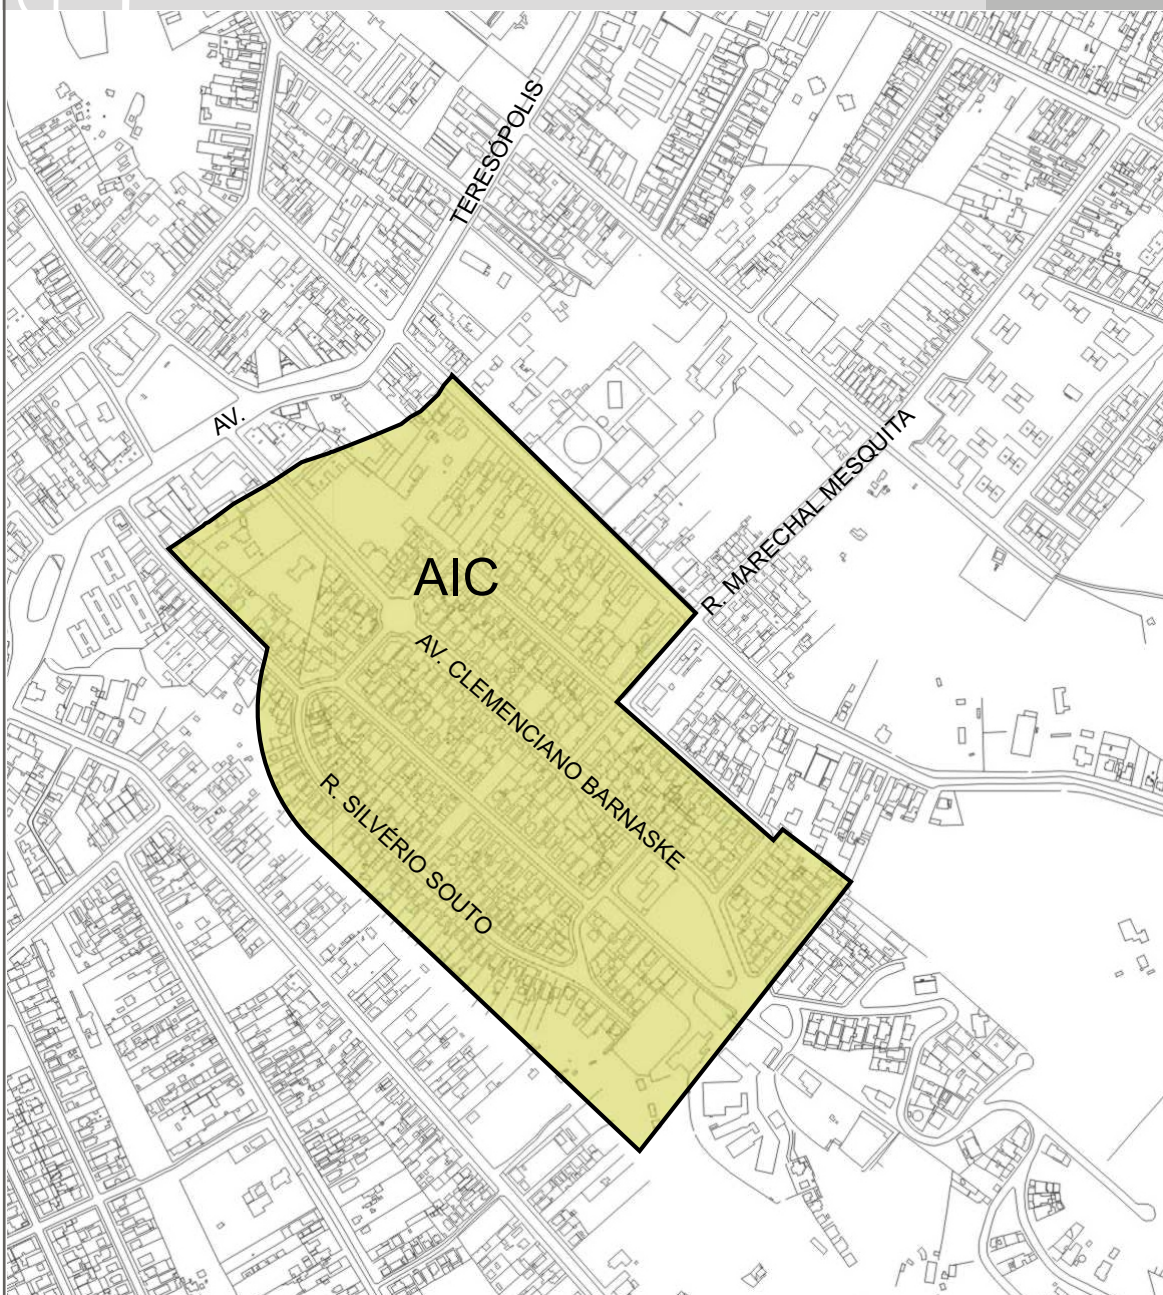 TERESÓPOLIS
AV.
R. MARECHAL MESQUITA
AIC
AV. CLEMENCIANO BARNASKE
R. SILVÉRIO SOUTO